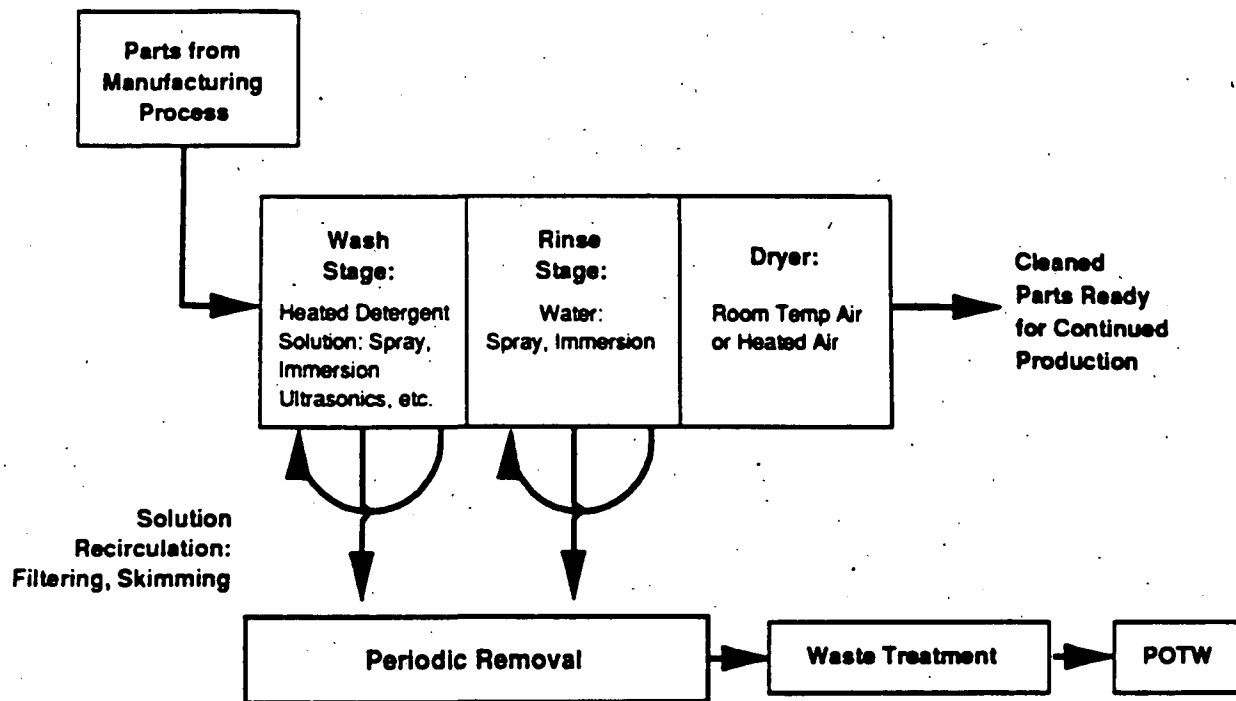 Parts from
Manufacturing
Process
Wash
Stage:
Heated Detergent
Solution: Spray,
Immersion
Ultrasonics, etc.
Rinse
Stage:
Water:
Spray, Immersion
Dryer:
Room Temp Air
or Heated Air
Cleaned
Parts Ready
for Continued
Production
Solution
Recirculation:
Filtering, Skimming
Periodic Removal
Waste Treatment
POTW